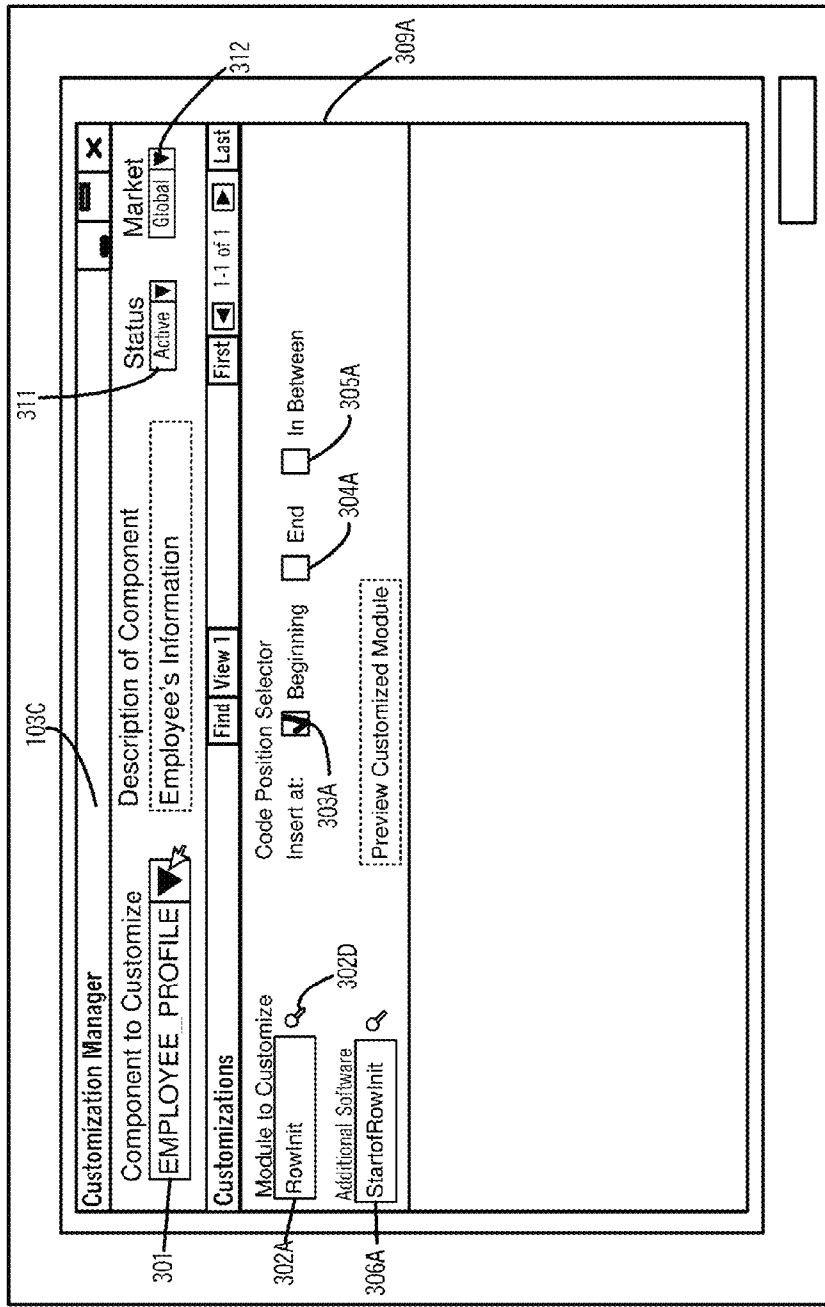 103C
311
312
Customization Manager
Component to Customize
Description of Component
Status
Market
301
EMPLOYEE_PROFILE
Employee's Information
Active
Global
Customizations
Find
View 1
First
1-1 of 1
Last
Module to Customize
Code Position Selector
302A
RowInit
302D
Insert at:
Beginning
End
In Between
303A
304A
305A
Additional Software
306A
StartofRowInit
Preview Customized Module
309A